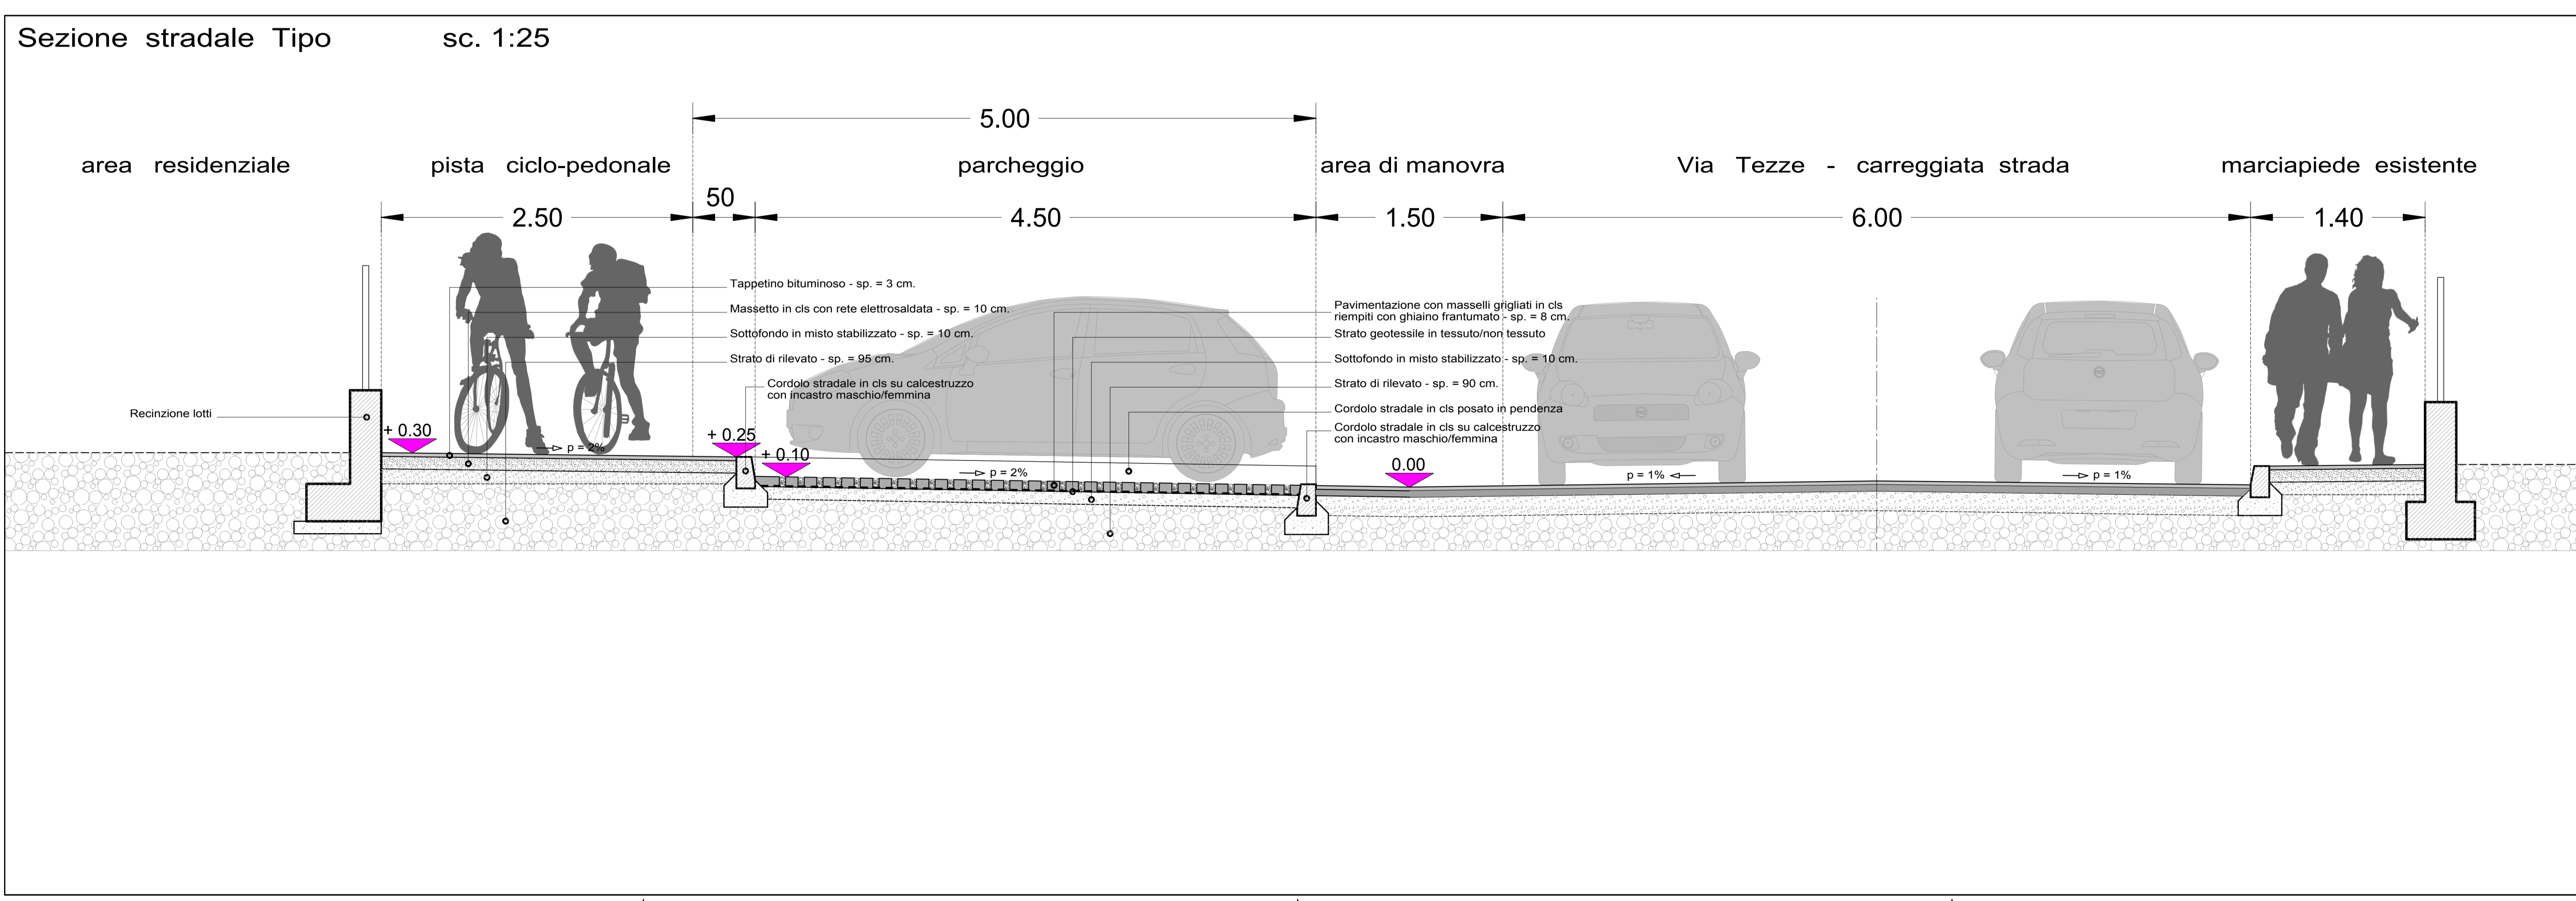 Sezione stradale Tipo sc. 1:25
5.00
area residenziale
pista ciclo-pedonale
parcheggio
area di manovra
Via Tezze - carreggiata strada
marciapiede esistente
2.50
50
4.50
1.50
6.00
1.40
Tappetino bituminoso - sp. = 3 cm.
Massetto in cls con rete elettrosaldata - sp. = 10 cm.
Sottofondo in misto stabilizzato - sp. = 10 cm.
Strato di rilevato - sp. = 95 cm.
Cordolo stradale in cls su calcestruzzo
con incastro maschio/femmina
Pavimentazione con masselli grigliati in cls
riempiti con ghiaino frantumato - sp. = 8 cm.
Strato geotessile in tessuto/non tessuto
Sottofondo in misto stabilizzato - sp. = 10 cm.
Strato di rilevato - sp. = 90 cm.
Cordolo stradale in cls posato in pendenza
Cordolo stradale in cls su calcestruzzo
con incastro maschio/femmina
Recinzione lotti
+ 0.30
p = 2%
+ 0.25
+ 0.10
p = 2%
0.00
p = 1%
p = 1%